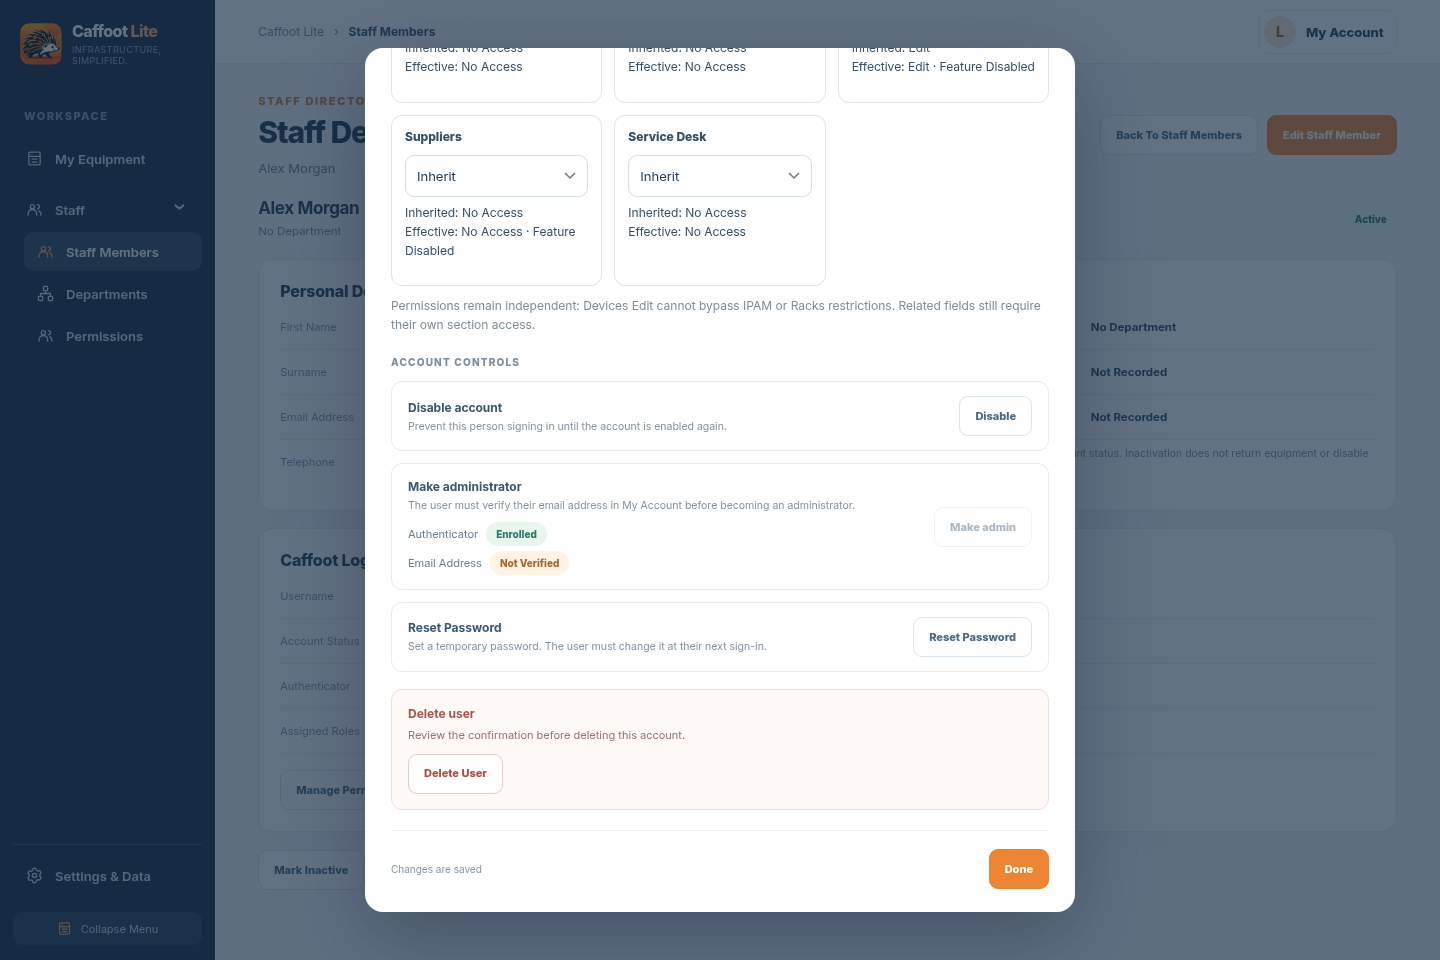 Caffoot Lite
INFRASTRUCTURE,
SIMPLIFIED.
WORKSPACE
My Equipment
Staff
Staff Members
Departments
Permissions
Settings & Data
Collapse Menu
Caffoot Lite › Staff Members
L My Account
STAFF DIRECTO
Staff De
Alex Morgan
Back To Staff Members
Edit Staff Member
Alex Morgan
No Department
Active
Personal D
First Name
No Department
Surname
Not Recorded
Email Address
Not Recorded
Telephone
nt status. Inactivation does not return equipment or disable
Caffoot Log
Username
Account Status
Authenticator
Assigned Roles
Manage Perr
Mark Inactive
Inherited: No Access
Effective: No Access
Inherited: No Access
Effective: No Access
Inherited: Edit
Effective: Edit · Feature Disabled
Suppliers
Inherit
Inherited: No Access
Effective: No Access · Feature
Disabled
Service Desk
Inherit
Inherited: No Access
Effective: No Access
Permissions remain independent: Devices Edit cannot bypass IPAM or Racks restrictions. Related fields still require
their own section access.
ACCOUNT CONTROLS
Disable account
Prevent this person signing in until the account is enabled again.
Disable
Make administrator
The user must verify their email address in My Account before becoming an administrator.
Authenticator Enrolled
Email Address Not Verified
Make admin
Reset Password
Set a temporary password. The user must change it at their next sign-in.
Reset Password
Delete user
Review the confirmation before deleting this account.
Delete User
Changes are saved
Done